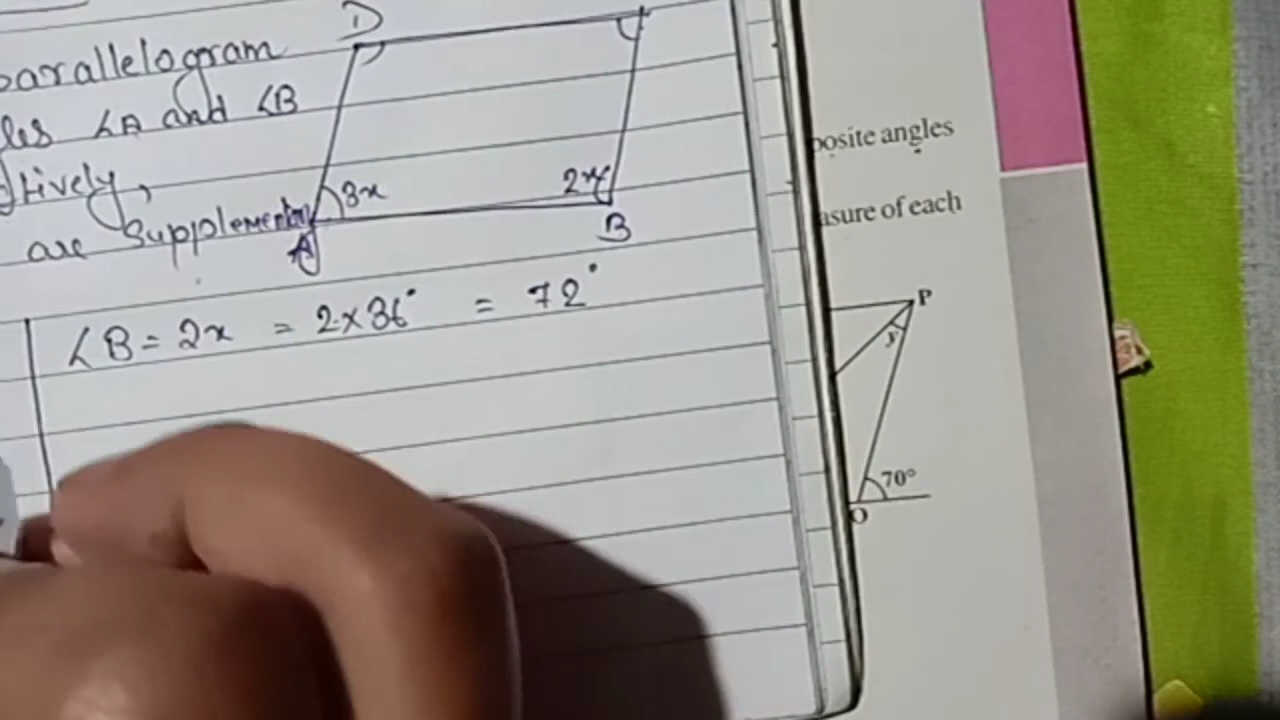 D
parallelogram
les ∠A and ∠B
tively,
are Supplementary
3x
2x
A
B
∠B = 2x = 2×36° = 72°
posite angles
asure of each
P
y
70°
O